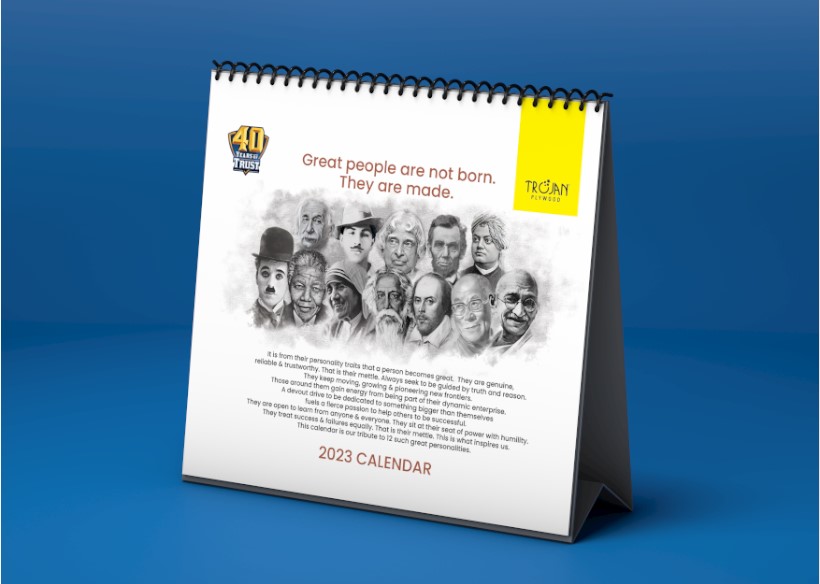 40
YEARS OF
TRUST
Great people are not born.
They are made.
TROJAN
PLYWOOD
It is from their personality traits that a person becomes great. They are genuine,
reliable & trustworthy. That is their mettle. Always seek to be guided by truth and reason.
They keep moving, growing & pioneering new frontiers.
Those around them gain energy from being part of their dynamic enterprise.
A devout drive to be dedicated to something bigger than themselves
fuels a fierce passion to help others to be successful.
They are open to learn from anyone & everyone. They sit at their seat of power with humility.
They treat success & failures equally. That is their mettle. This is what inspires us.
This calendar is our tribute to 12 such great personalities.
2023 CALENDAR